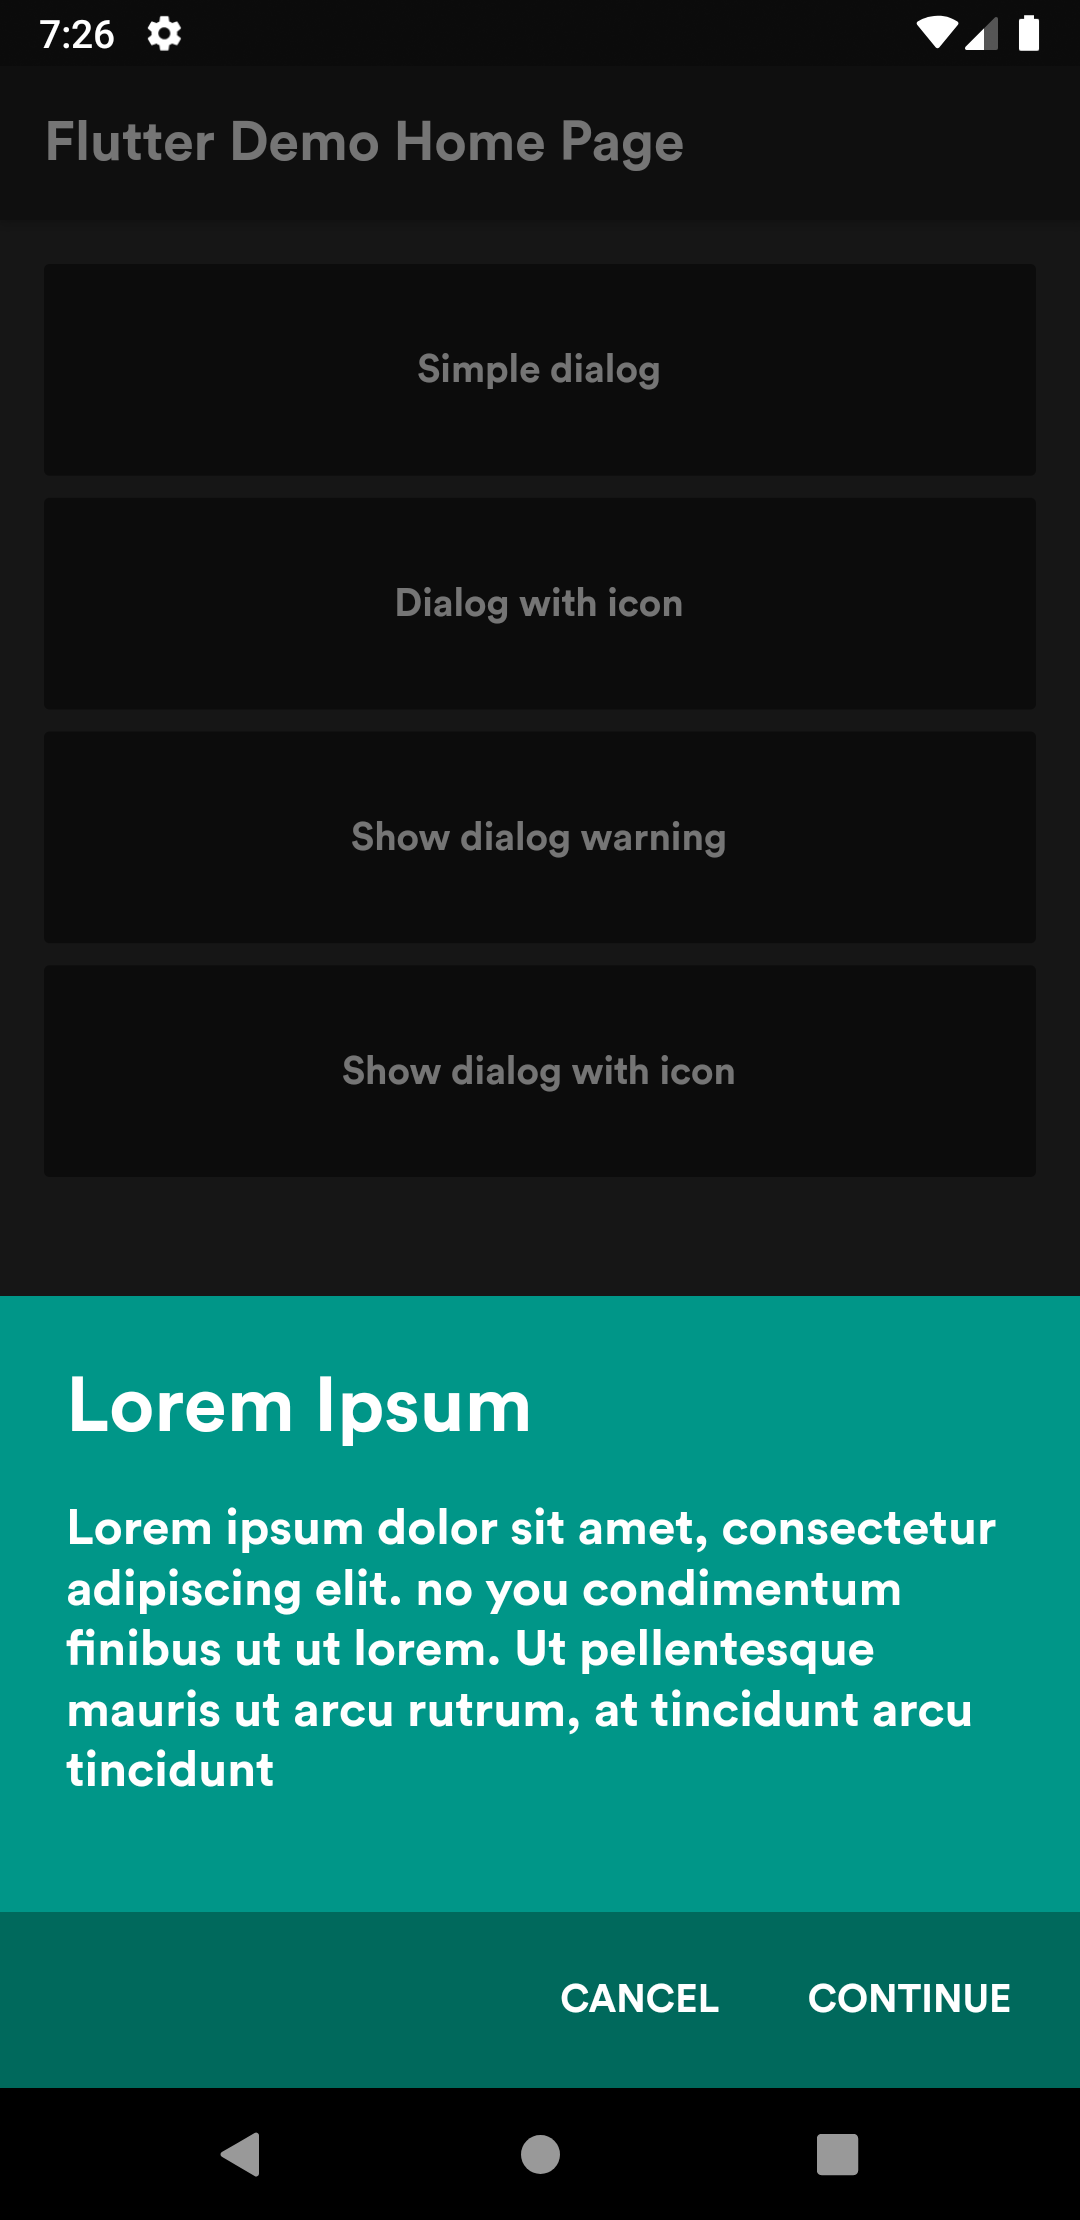 7:26
Flutter Demo Home Page
Simple dialog
Dialog with icon
Show dialog warning
Show dialog with icon
Lorem Ipsum
Lorem ipsum dolor sit amet, consectetur
adipiscing elit. no you condimentum
finibus ut ut lorem. Ut pellentesque
mauris ut arcu rutrum, at tincidunt arcu
tincidunt
CANCEL CONTINUE